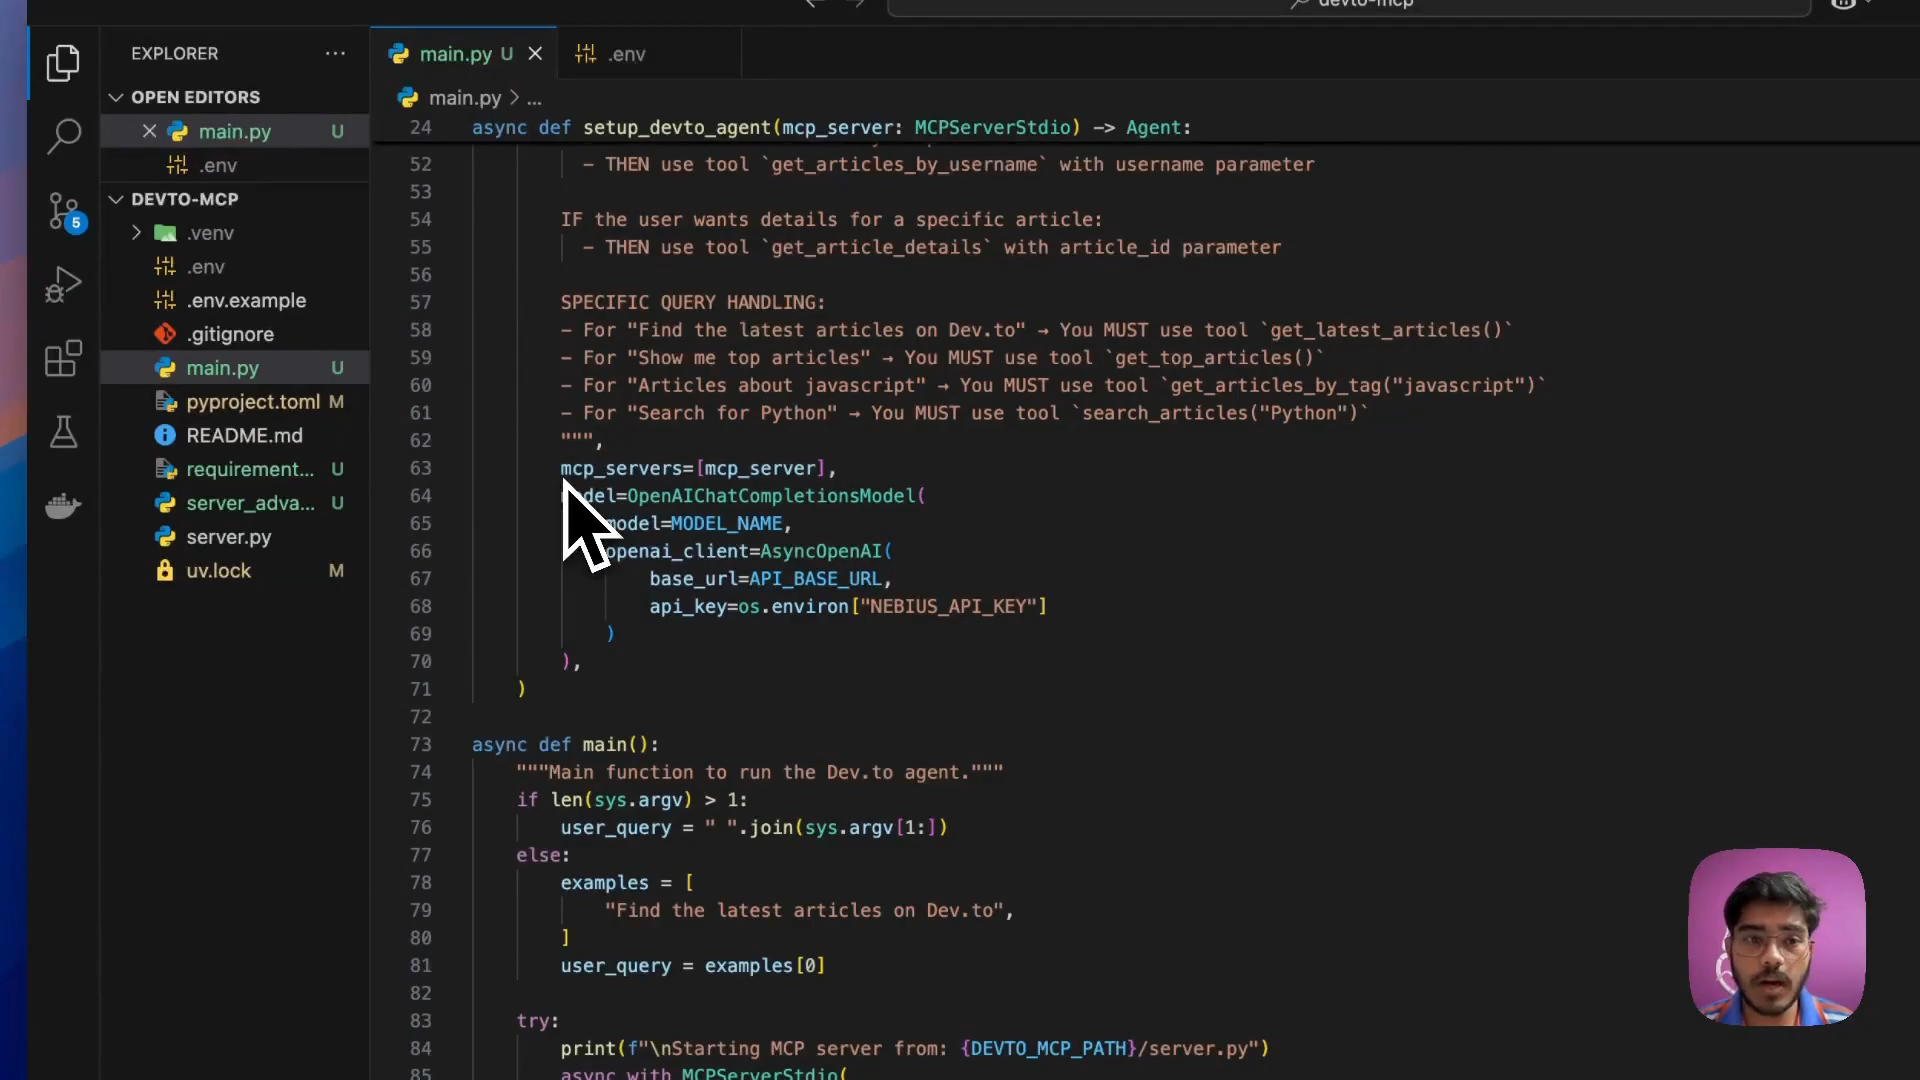 devto-mcp
EXPLORER
OPEN EDITORS
main.py U
.env
DEVTO-MCP
.venv
.env
.env.example
.gitignore
main.py U
pyproject.toml M
README.md
requirement... U
server_adva... U
server.py
uv.lock M
5
main.py U
.env
main.py > ...
24 async def setup_devto_agent(mcp_server: MCPServerStdio) -> Agent:
52 - THEN use tool `get_articles_by_username` with username parameter
53
54 IF the user wants details for a specific article:
55 - THEN use tool `get_article_details` with article_id parameter
56
57 SPECIFIC QUERY HANDLING:
58 - For "Find the latest articles on Dev.to" → You MUST use tool `get_latest_articles()`
59 - For "Show me top articles" → You MUST use tool `get_top_articles()`
60 - For "Articles about javascript" → You MUST use tool `get_articles_by_tag("javascript")`
61 - For "Search for Python" → You MUST use tool `search_articles("Python")`
62 """,
63 mcp_servers=[mcp_server],
64 model=OpenAIChatCompletionsModel(
65 model=MODEL_NAME,
66 openai_client=AsyncOpenAI(
67 base_url=API_BASE_URL,
68 api_key=os.environ["NEBIUS_API_KEY"]
69 )
70 ),
71 )
72
73 async def main():
74 """Main function to run the Dev.to agent."""
75 if len(sys.argv) > 1:
76 user_query = " ".join(sys.argv[1:])
77 else:
78 examples = [
79 "Find the latest articles on Dev.to",
80 ]
81 user_query = examples[0]
82
83 try:
84 print(f"\nStarting MCP server from: {DEVTO_MCP_PATH}/server.py")
85 async with MCPServerStdio(